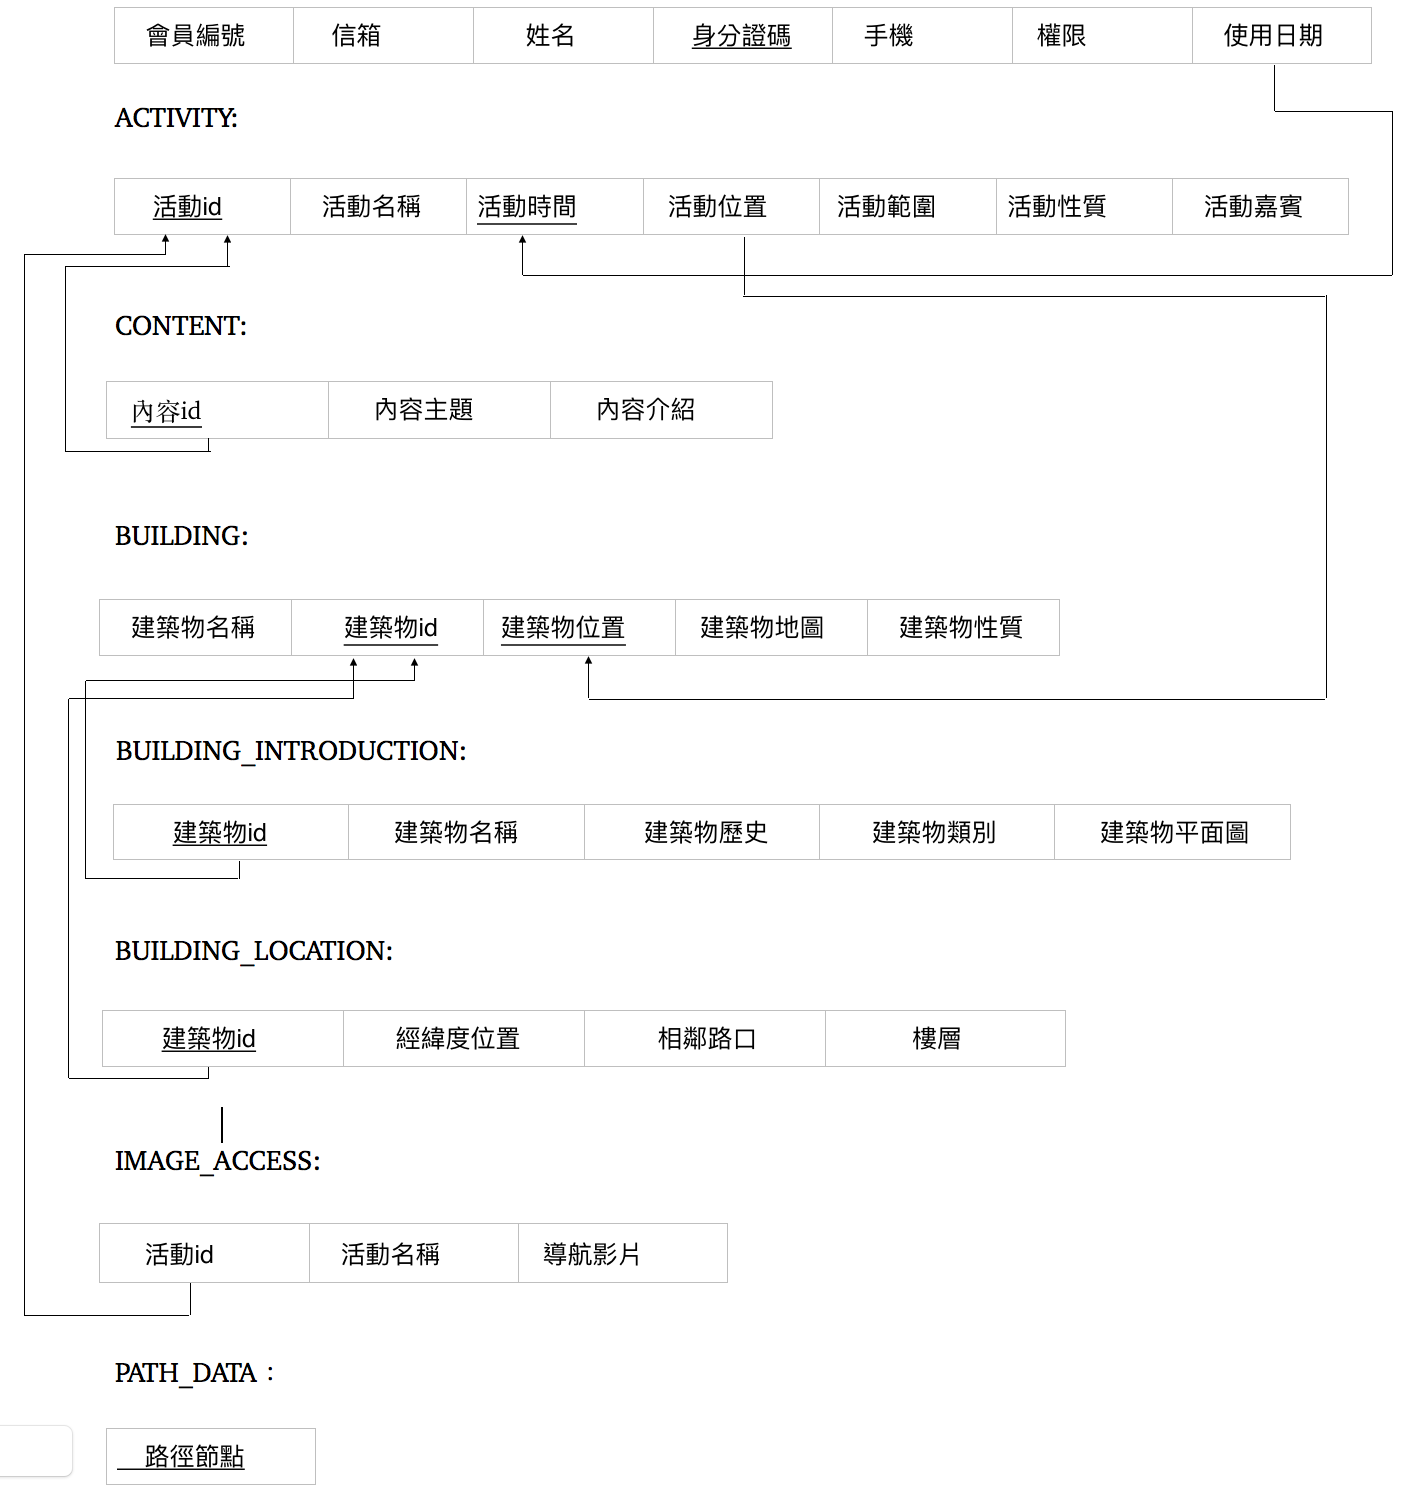 會員編號 信箱 姓名 身分證碼 手機 權限 使用日期
ACTIVITY:
活動id 活動名稱 活動時間 活動位置 活動範圍 活動性質 活動嘉賓
CONTENT:
內容id 內容主題 內容介紹
BUILDING:
建築物名稱 建築物id 建築物位置 建築物地圖 建築物性質
BUILDING_INTRODUCTION:
建築物id 建築物名稱 建築物歷史 建築物類別 建築物平面圖
BUILDING_LOCATION:
建築物id 經緯度位置 相鄰路口 樓層
IMAGE_ACCESS:
活動id 活動名稱 導航影片
PATH_DATA：
路徑節點